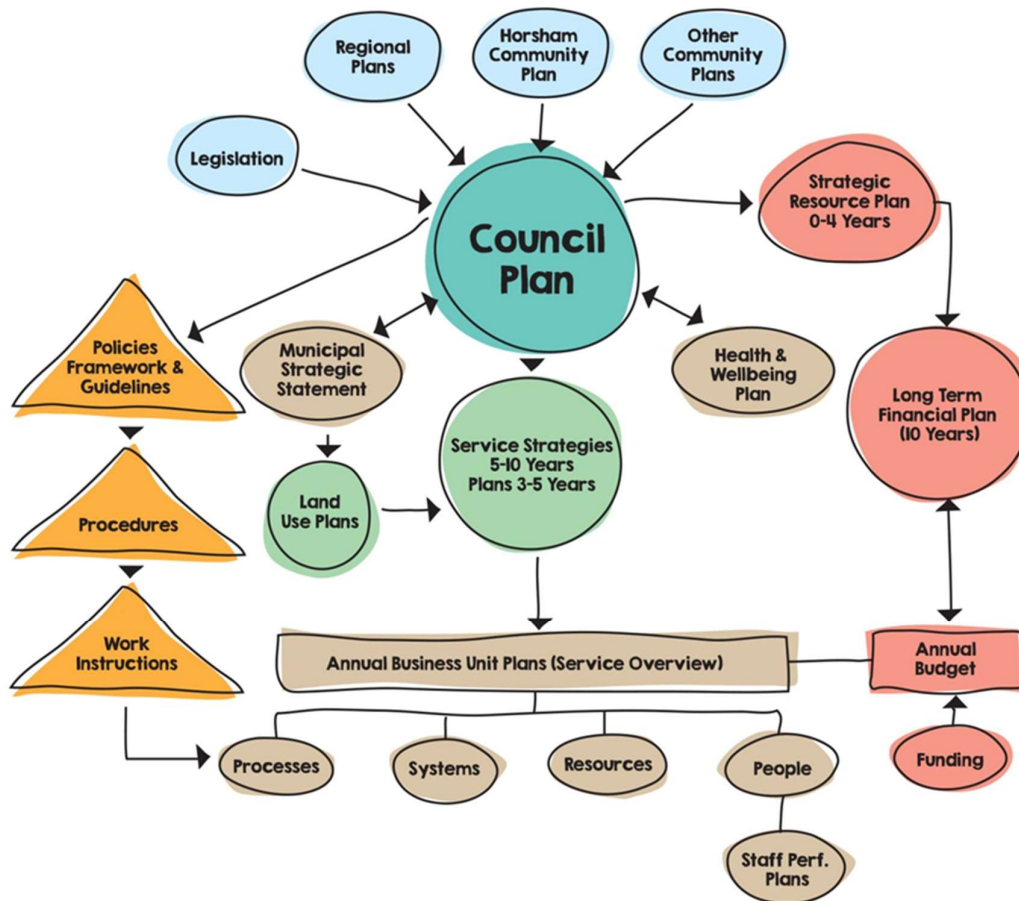 Regional
Plans
Horsham
Community
Plan
Other
Community
Plans
Legislation
Strategic
Resource Plan
0-4 Years
Council
Plan
Policies
Framework &
Guidelines
Municipal
Strategic
Statement
Health &
Wellbeing
Plan
Long Term
Financial Plan
(10 Years)
Service Strategies
5-10 Years
Plans 3-5 Years
Land
Use Plans
Procedures
Work
Instructions
Annual Business Unit Plans (Service Overview)
Annual
Budget
Processes
Systems
Resources
People
Funding
Staff Perf.
Plans